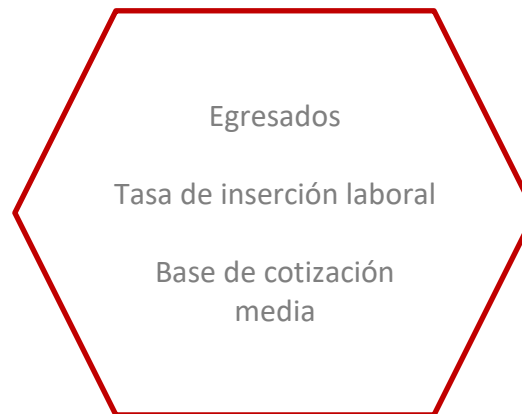 Egresados
Tasa de inserción laboral
Base de cotización
media